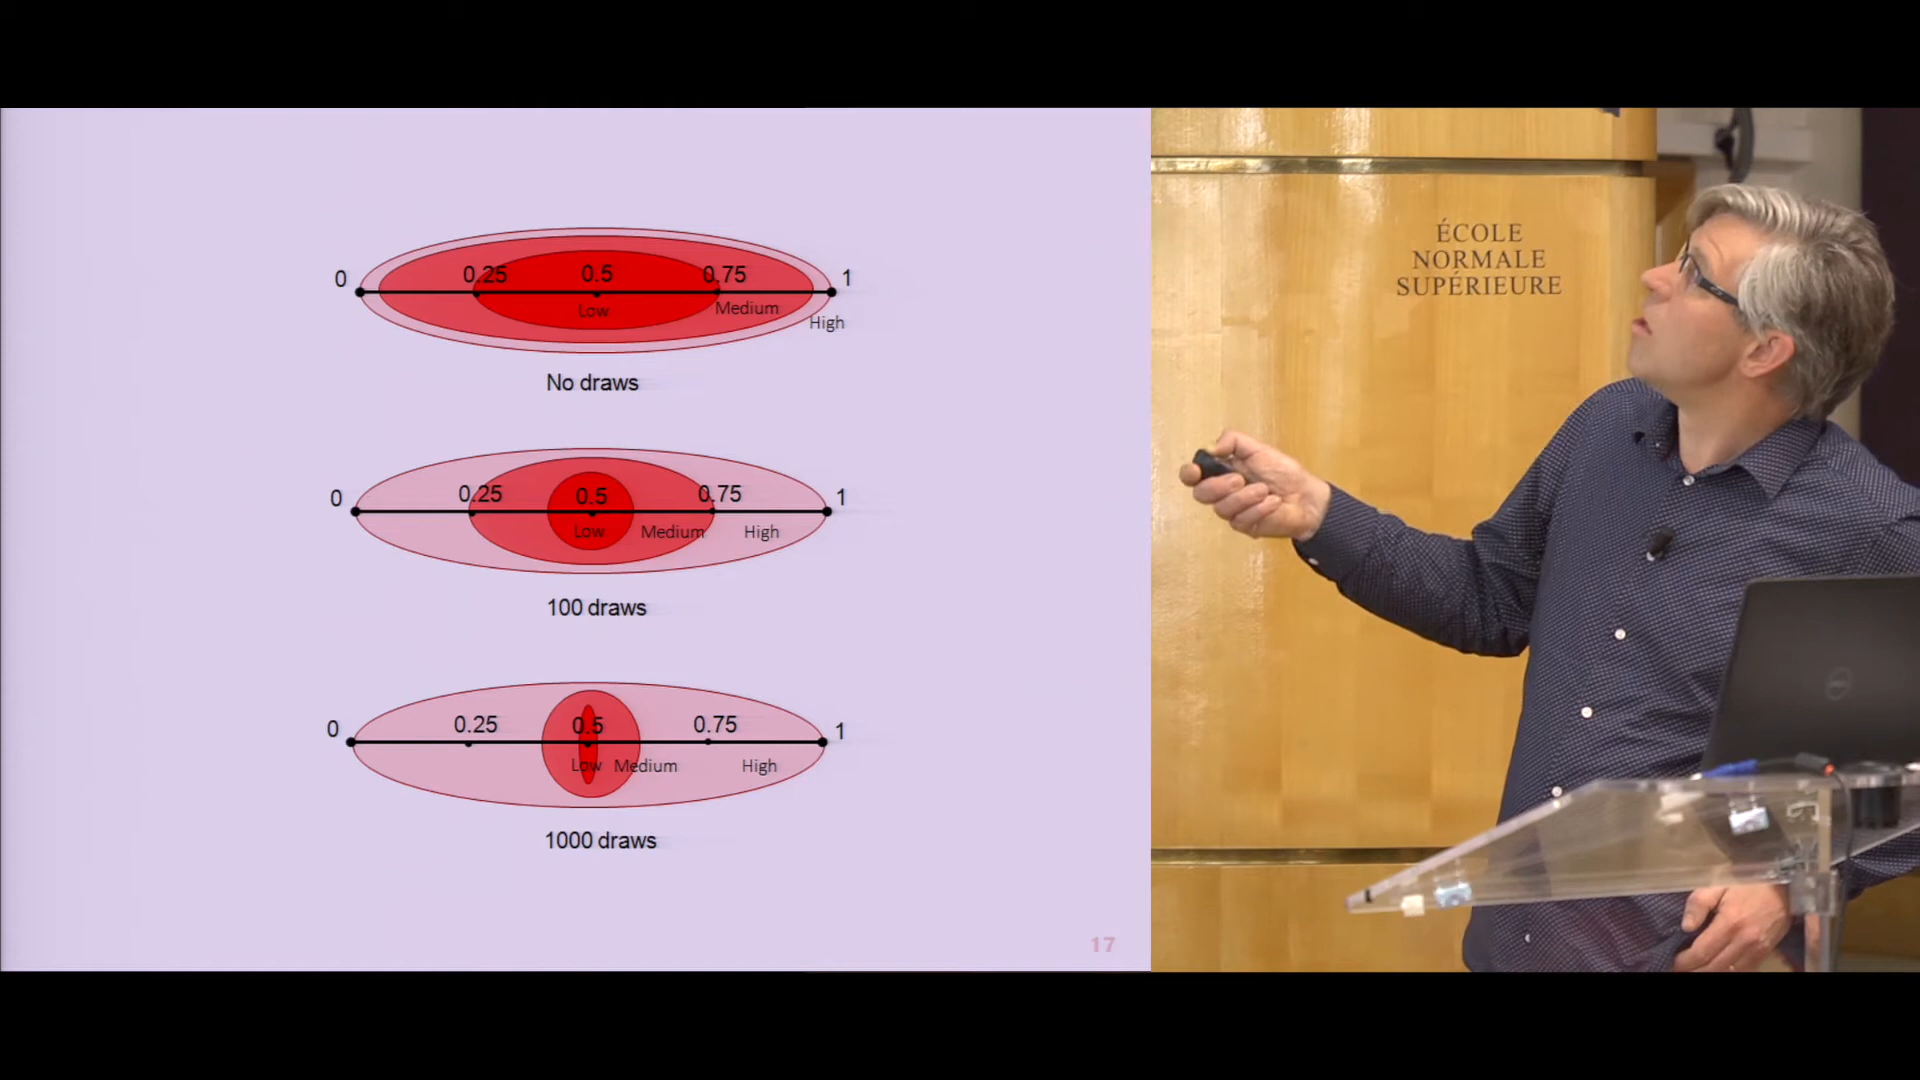 0 0.25 0.5 0.75 1
Low Medium High
No draws
0 0.25 0.5 0.75 1
Low Medium High
100 draws
0 0.25 0.5 0.75 1
Low Medium High
1000 draws
17
ÉCOLE
NORMALE
SUPÉRIEURE